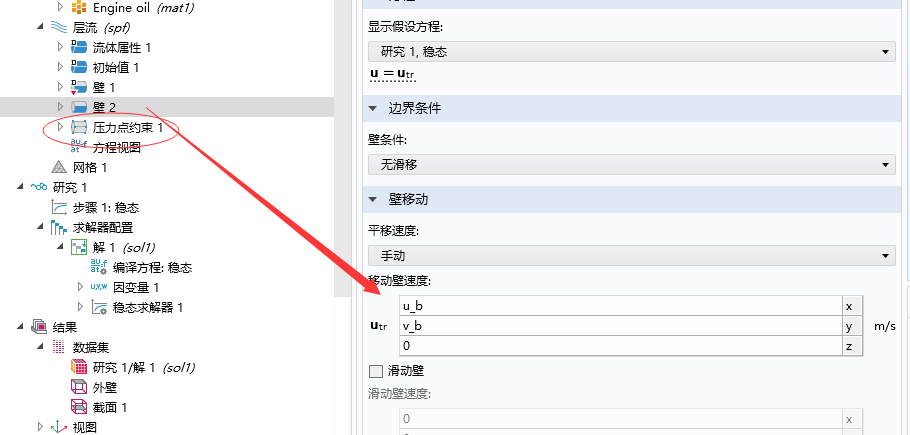 Engine oil (mat1)
层流 (spf)
流体属性 1
初始值 1
壁 1
壁 2
压力点约束 1
方程视图
网格 1
研究 1
步骤 1: 稳态
求解器配置
解 1 (sol1)
编译方程: 稳态
因变量 1
稳态求解器 1
结果
数据集
研究 1/解 1 (sol1)
外壁
截面 1
视图
显示假设方程:
研究 1, 稳态
u = utr
边界条件
壁条件:
无滑移
壁移动
平移速度:
手动
移动壁速度:
utr
u_b x
v_b y
0 z
m/s
滑动壁
滑动壁速度:
0 x